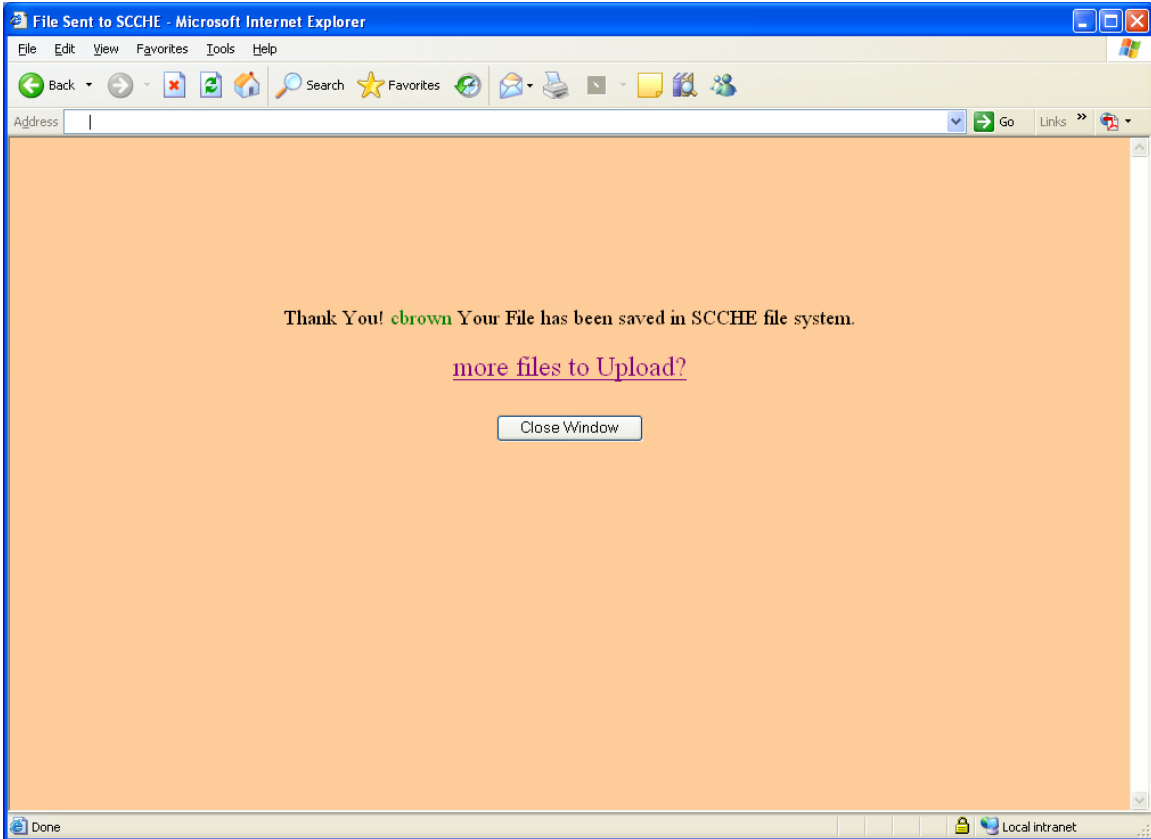 File Sent to SCCHE - Microsoft Internet Explorer
File Edit View Favorites Tools Help
Back Search Favorites
Address Go Links »
Thank You! cbrown Your File has been saved in SCCHE file system.
more files to Upload?
Close Window
Done Local intranet